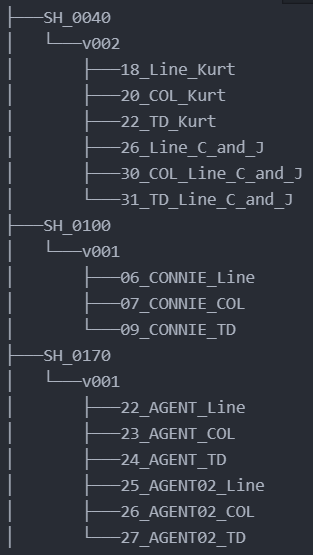 ├───SH_0040
│   └───v002
│       ├───18_Line_Kurt
│       ├───20_COL_Kurt
│       ├───22_TD_Kurt
│       ├───26_Line_C_and_J
│       ├───30_COL_Line_C_and_J
│       └───31_TD_Line_C_and_J
├───SH_0100
│   └───v001
│       ├───06_CONNIE_Line
│       ├───07_CONNIE_COL
│       └───09_CONNIE_TD
├───SH_0170
│   └───v001
│       ├───22_AGENT_Line
│       ├───23_AGENT_COL
│       ├───24_AGENT_TD
│       ├───25_AGENT02_Line
│       ├───26_AGENT02_COL
│       └───27_AGENT02_TD